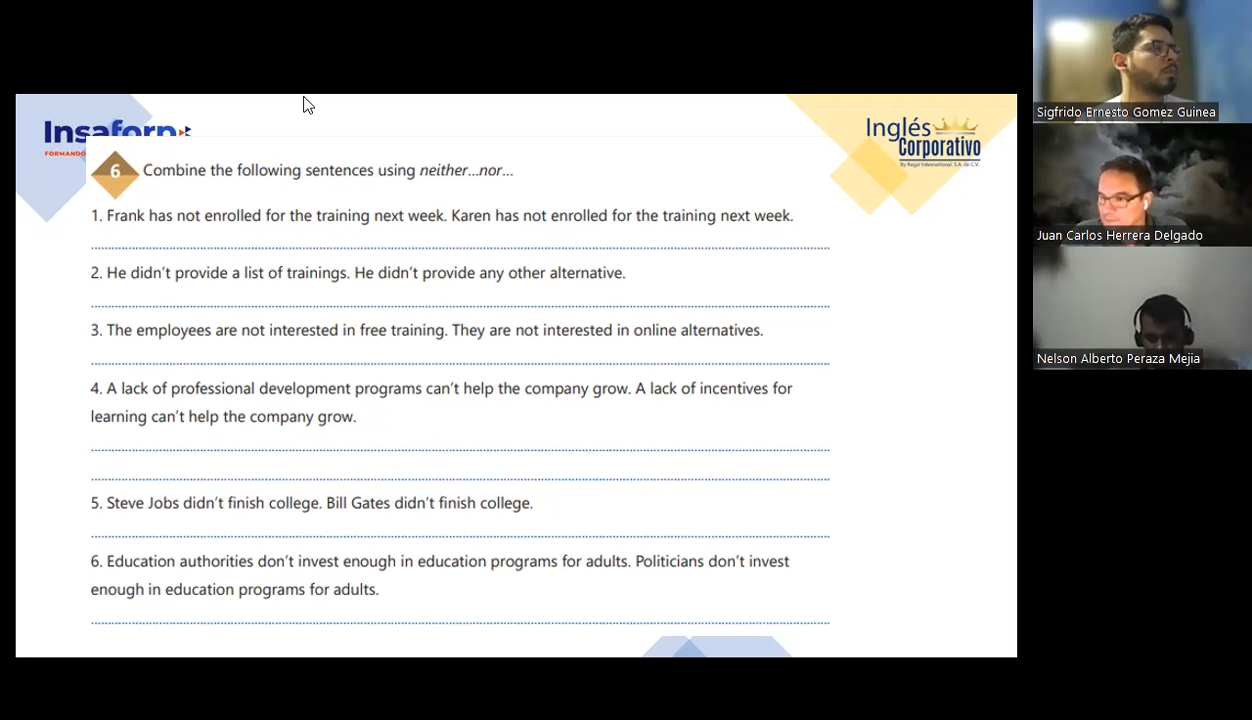 Insaforp
FORMANDO
Inglés
Corporativo
By Regal International, S.A. de C.V.
6 Combine the following sentences using neither...nor...
1. Frank has not enrolled for the training next week. Karen has not enrolled for the training next week.
2. He didn't provide a list of trainings. He didn't provide any other alternative.
3. The employees are not interested in free training. They are not interested in online alternatives.
4. A lack of professional development programs can't help the company grow. A lack of incentives for
learning can't help the company grow.
5. Steve Jobs didn't finish college. Bill Gates didn't finish college.
6. Education authorities don't invest enough in education programs for adults. Politicians don't invest
enough in education programs for adults.
Sigfrido Ernesto Gomez Guinea
Juan Carlos Herrera Delgado
Nelson Alberto Peraza Mejia